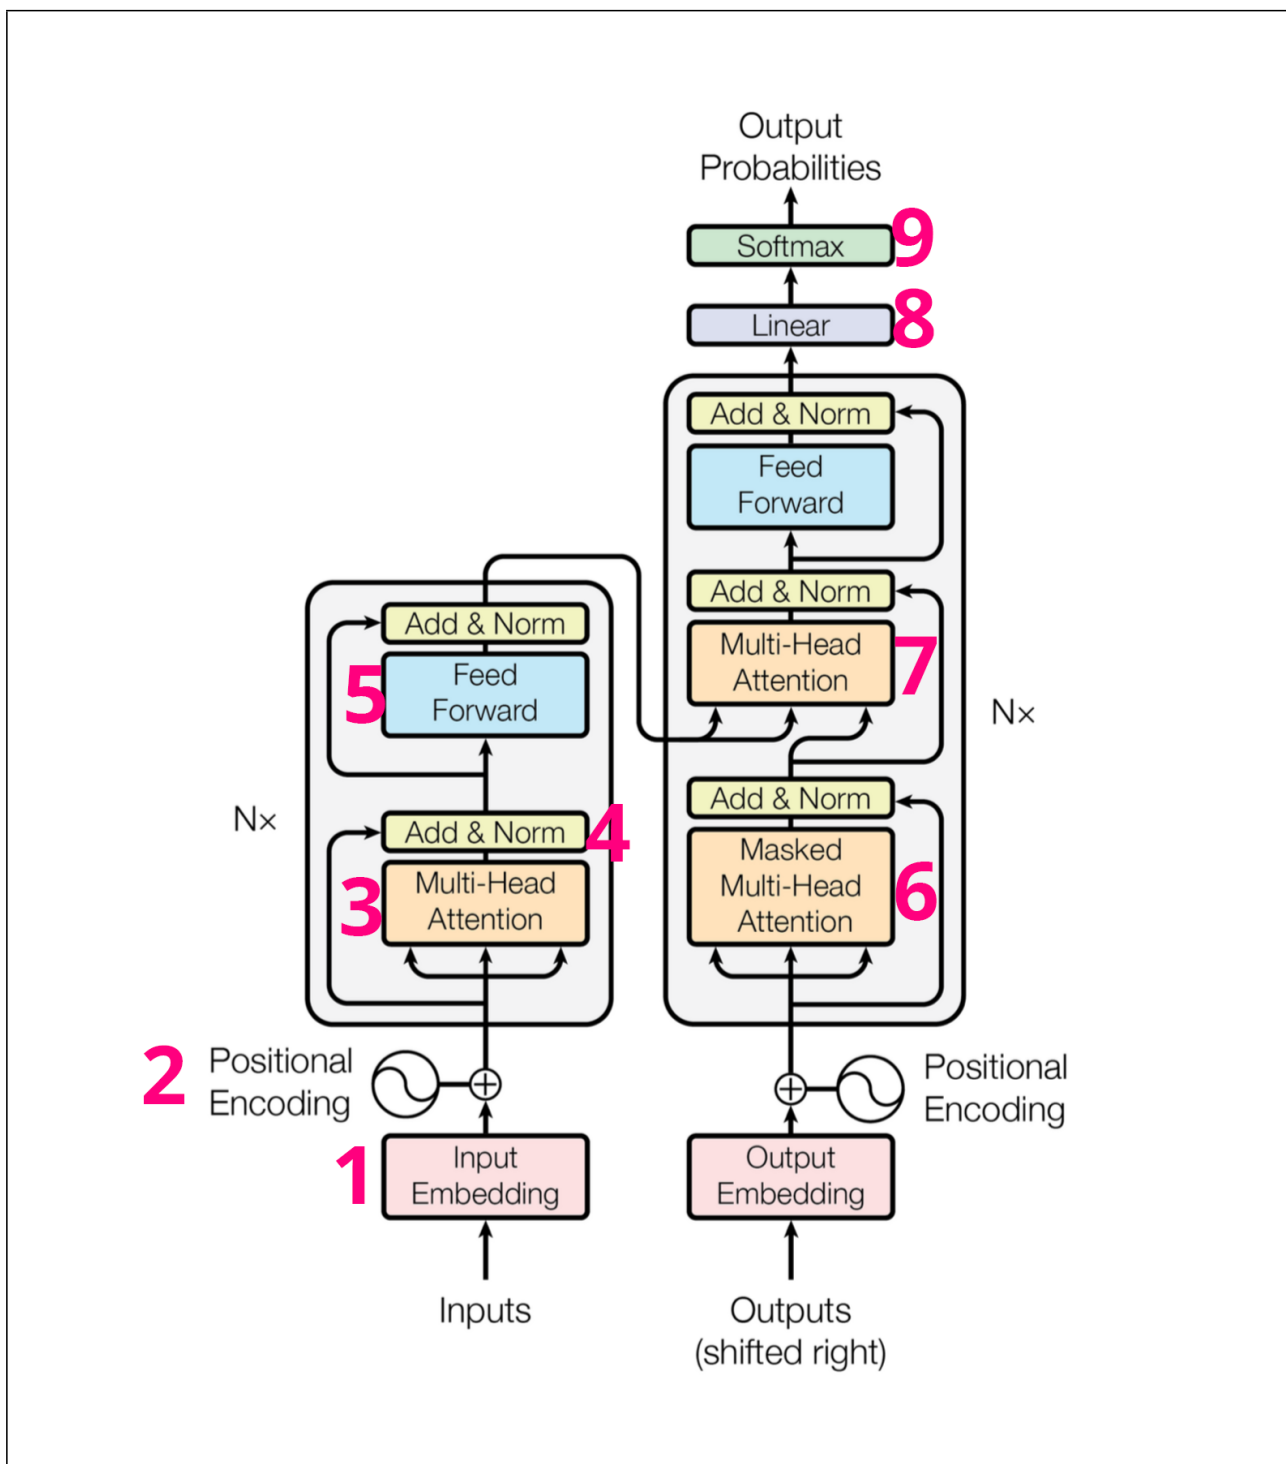 Output
Probabilities
Softmax 9
Linear 8
Add & Norm
Feed
Forward
Add & Norm
Multi-Head
Attention
7
Nx
Add & Norm
Masked
Multi-Head
Attention
6
Positional
Encoding
Output
Embedding
Outputs
(shifted right)
Add & Norm
5
Feed
Forward
Nx
Add & Norm 4
3
Multi-Head
Attention
2
Positional
Encoding
1
Input
Embedding
Inputs